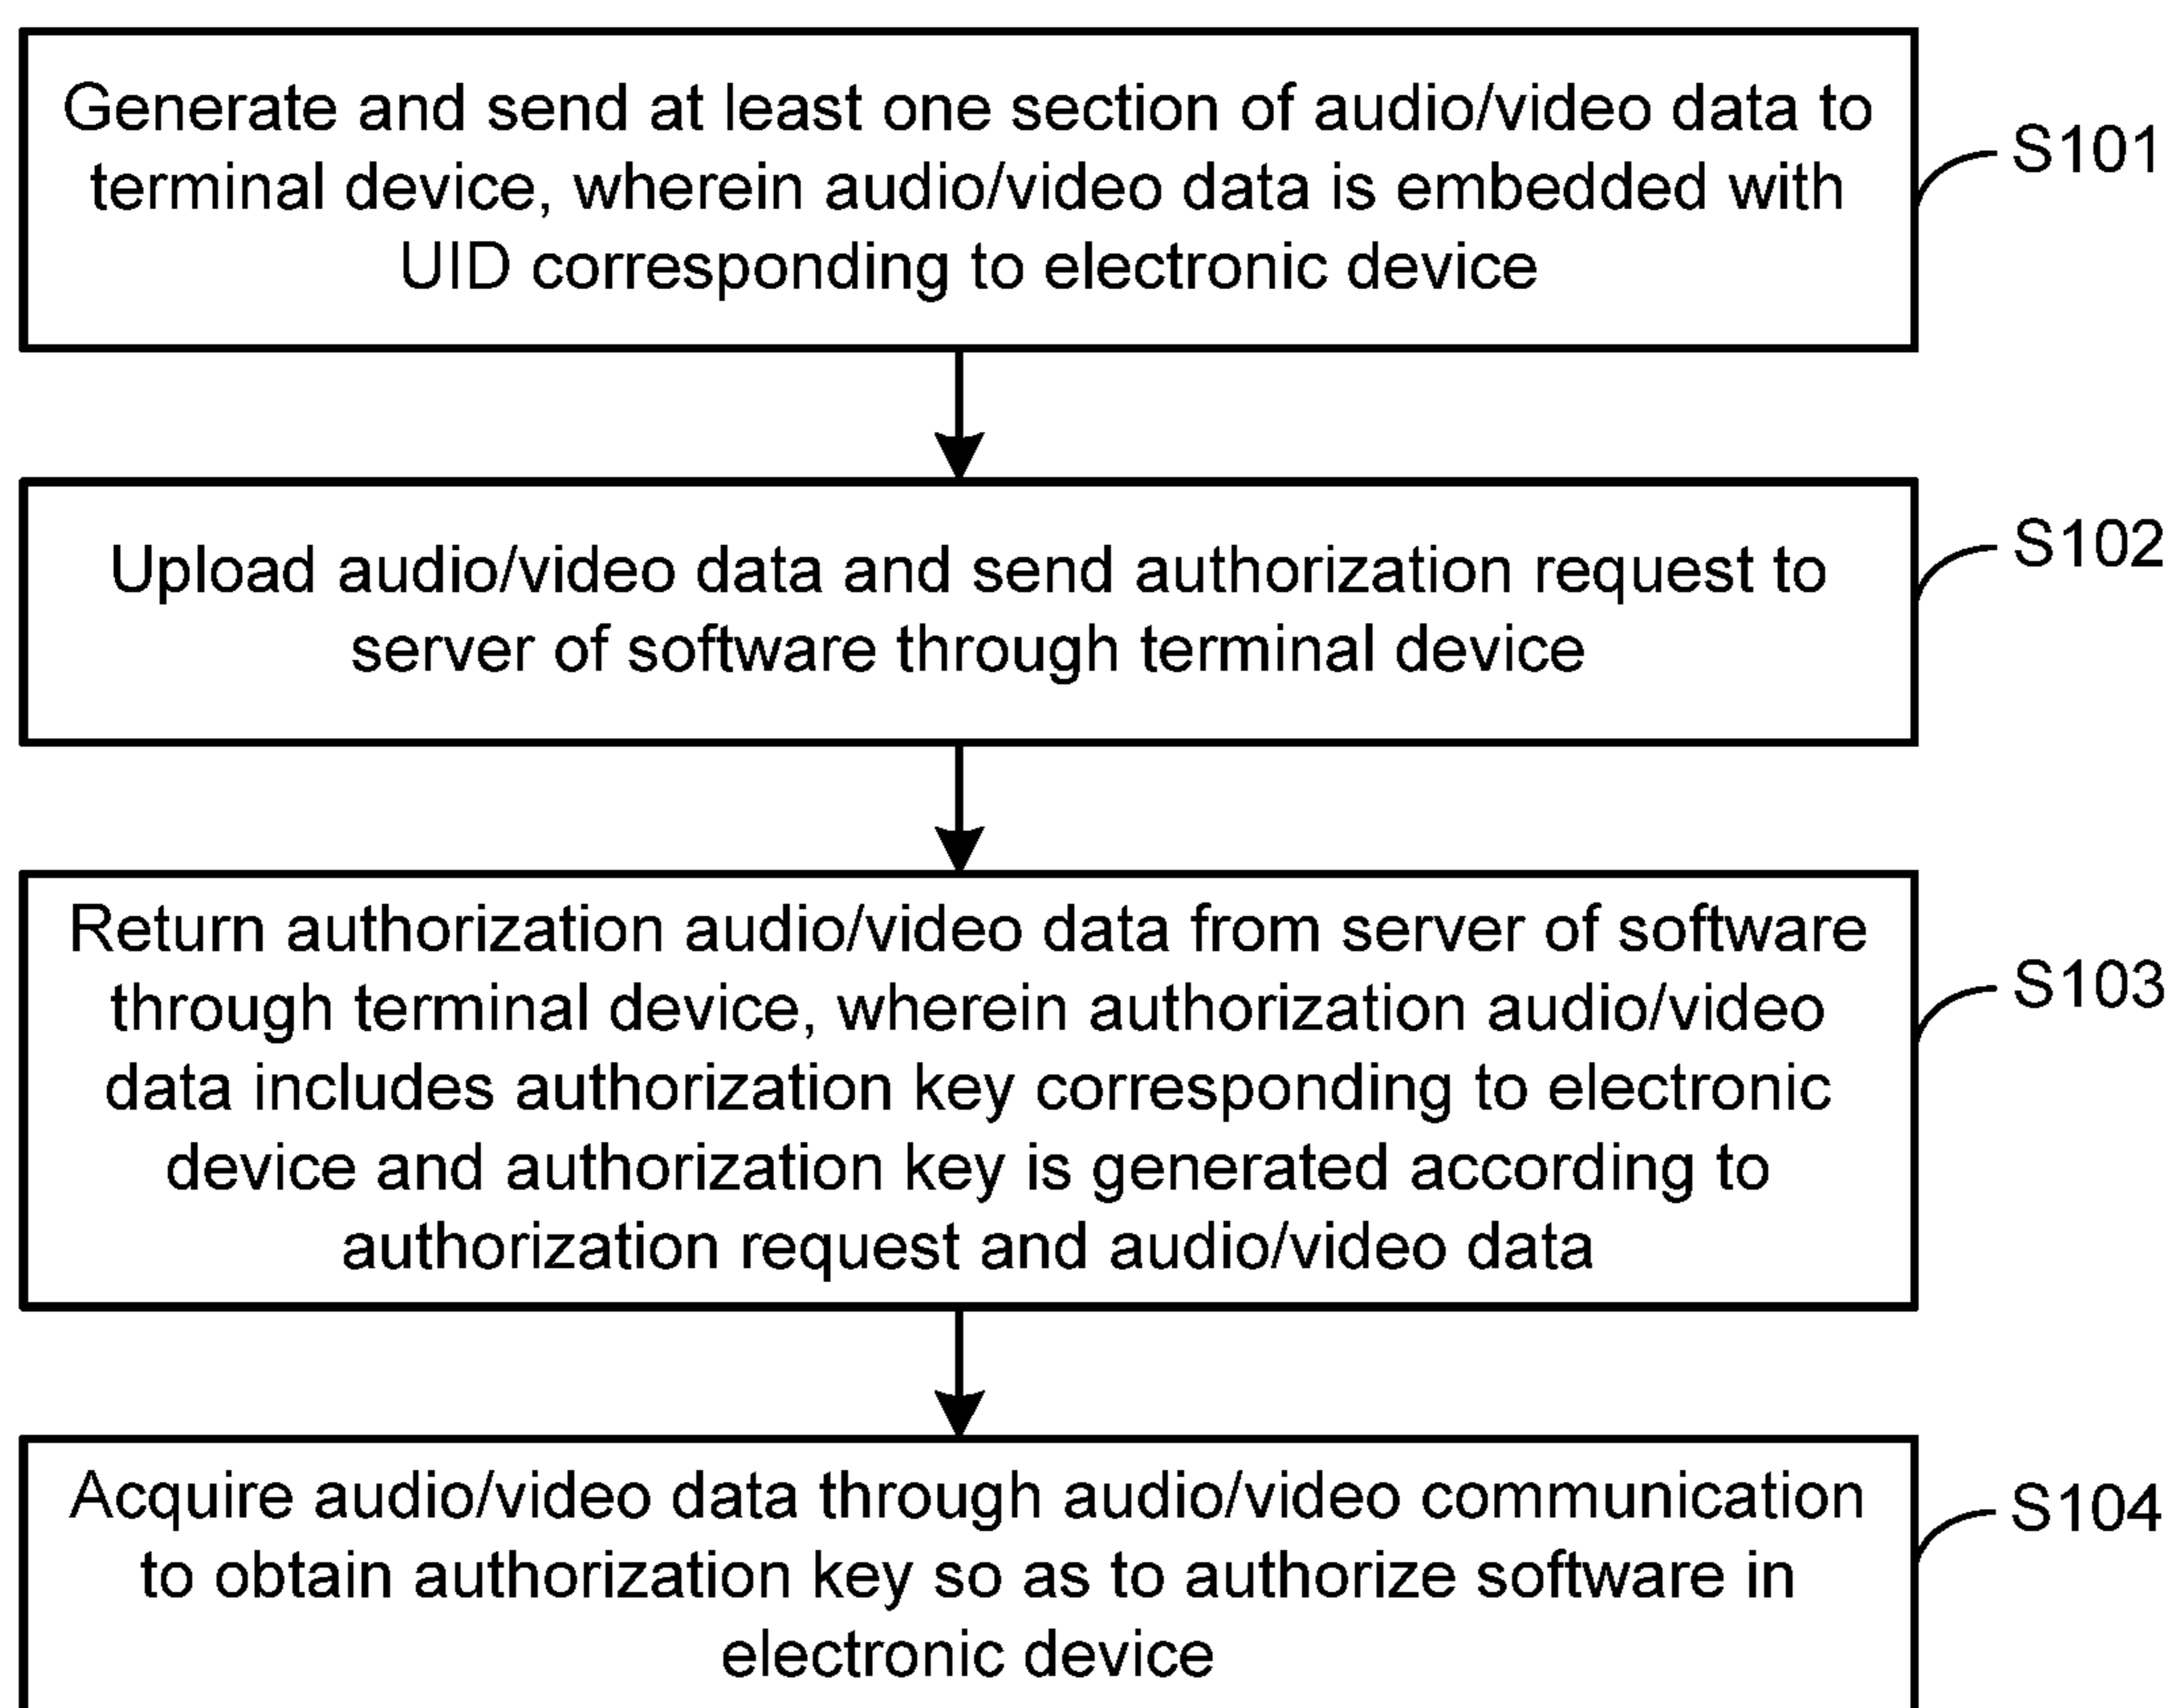 Generate and send at least one section of audio/video data to
terminal device, wherein audio/video data is embedded with
UID corresponding to electronic device
S101
Upload audio/video data and send authorization request to
server of software through terminal device
S102
Return authorization audio/video data from server of software
through terminal device, wherein authorization audio/video
data includes authorization key corresponding to electronic
device and authorization key is generated according to
authorization request and audio/video data
S103
Acquire audio/video data through audio/video communication
to obtain authorization key so as to authorize software in
electronic device
S104